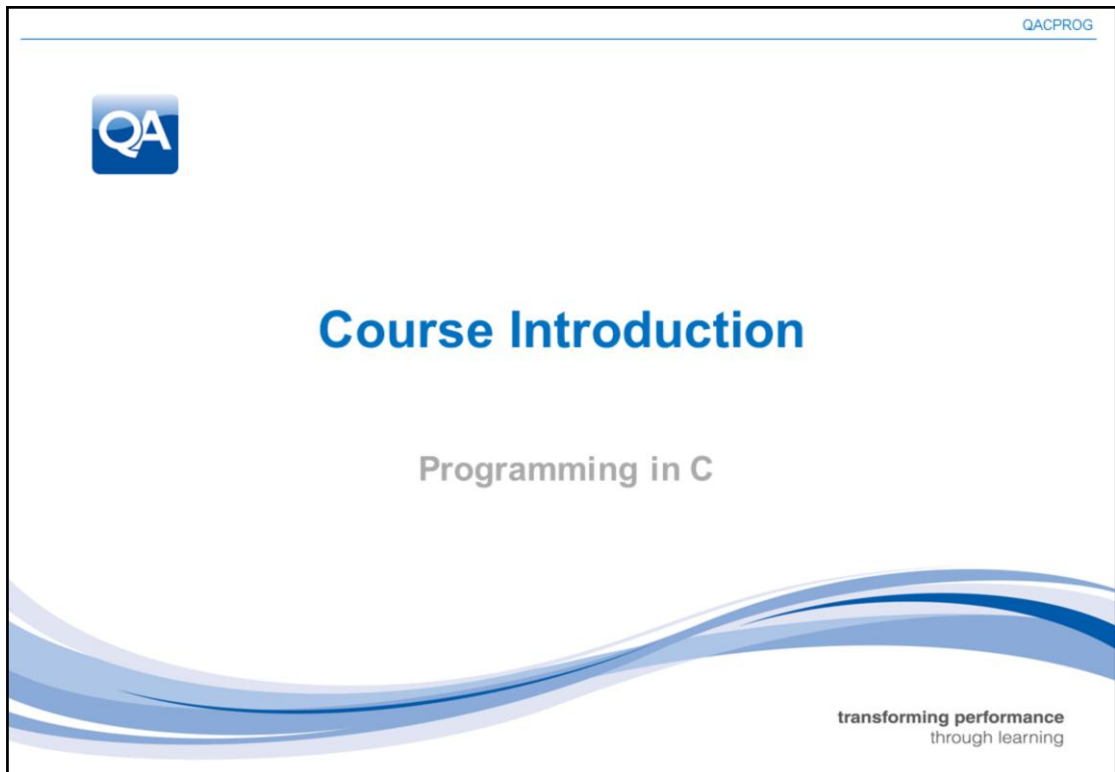 QACPROG
QA
Course Introduction
Programming in C
transforming performance
through learning